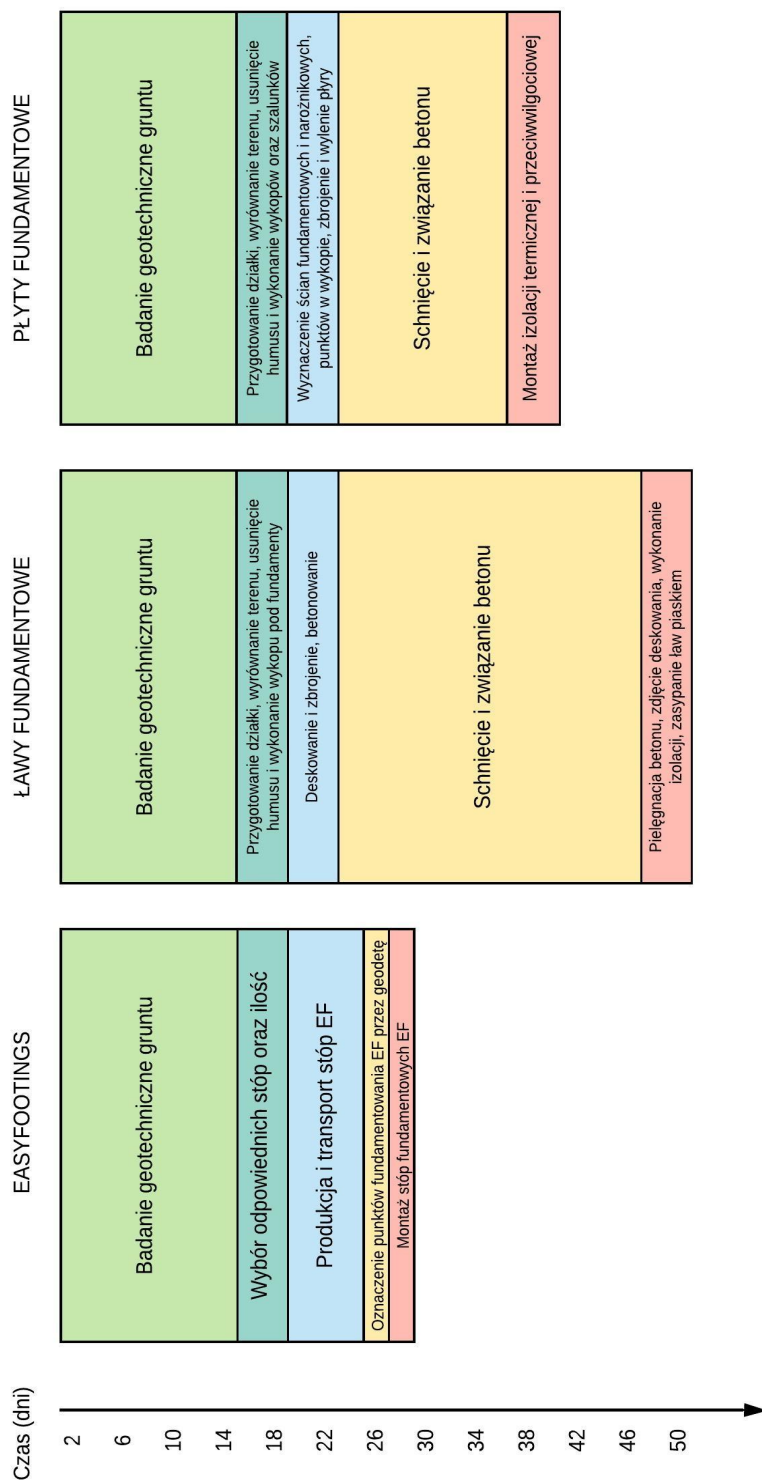 Czas (dni)
2
6
10
14
18
22
26
30
34
38
42
46
50
EASYFOOTINGS
Badanie geotechniczne gruntu
Wybór odpowiednich stóp oraz ilość
Produkcja i transport stóp EF
Oznaczenie punktów fundamentowania EF przez geodetę
Montaż stóp fundamentowych EF
ŁAWY FUNDAMENTOWE
Badanie geotechniczne gruntu
Przygotowanie działki, wyrównanie terenu, usunięcie
humusu i wykonanie wykopu pod fundamenty
Deskowanie i zbrojenie, betonowanie
Schnięcie i związanie betonu
Pielęgnacja betonu, zdjęcie deskowania, wykonanie
izolacji, zasypanie ław piaskiem
PŁYTY FUNDAMENTOWE
Badanie geotechniczne gruntu
Przygotowanie działki, wyrównanie terenu, usunięcie
humusu i wykonanie wykopów oraz szalunków
Wyznaczenie ścian fundamentowych i narożnikowych,
punktów w wykopie, zbrojenie i wylenie płyry
Schnięcie i związanie betonu
Montaż izolacji termicznej i przeciwwilgociowej